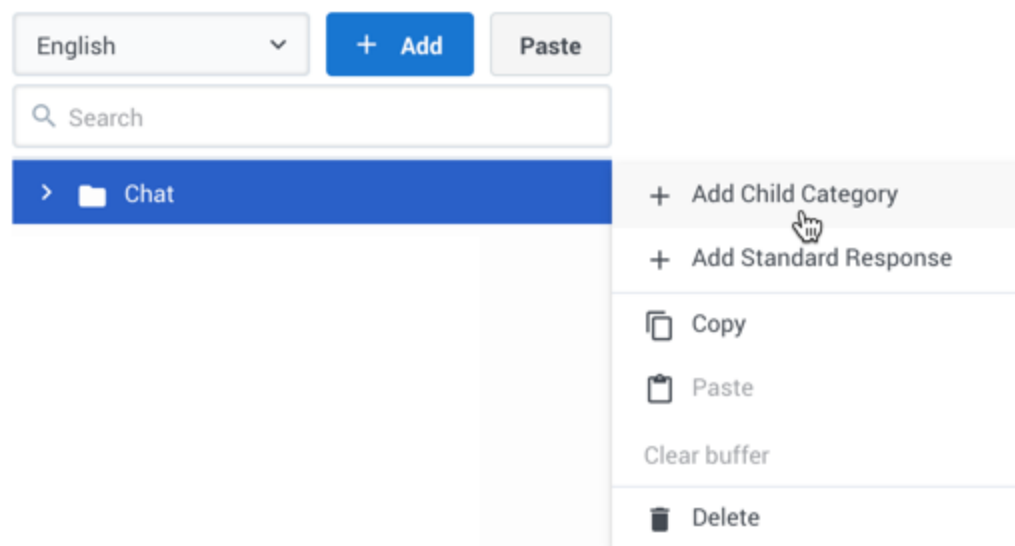 English
+ Add
Paste
Search
Chat
+ Add Child Category
+ Add Standard Response
Copy
Paste
Clear buffer
Delete